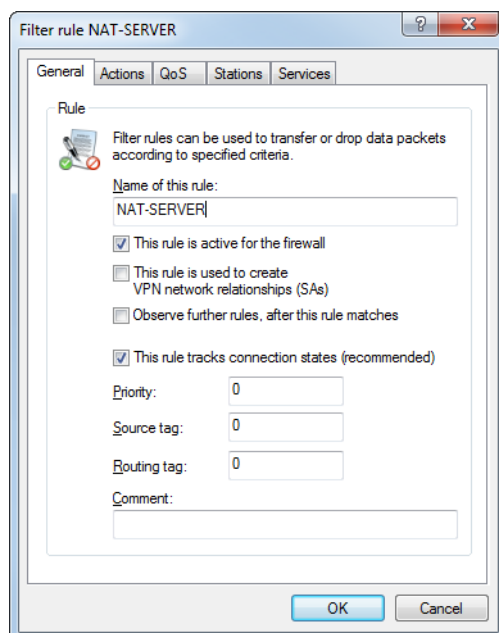 Filter rule NAT-SERVER
?
X
General Actions QoS Stations Services
Rule
Filter rules can be used to transfer or drop data packets
according to specified criteria.
Name of this rule:
NAT-SERVER
This rule is active for the firewall
This rule is used to create
VPN network relationships (SAs)
Observe further rules, after this rule matches
This rule tracks connection states (recommended)
Priority: 0
Source tag: 0
Routing tag: 0
Comment:
OK Cancel